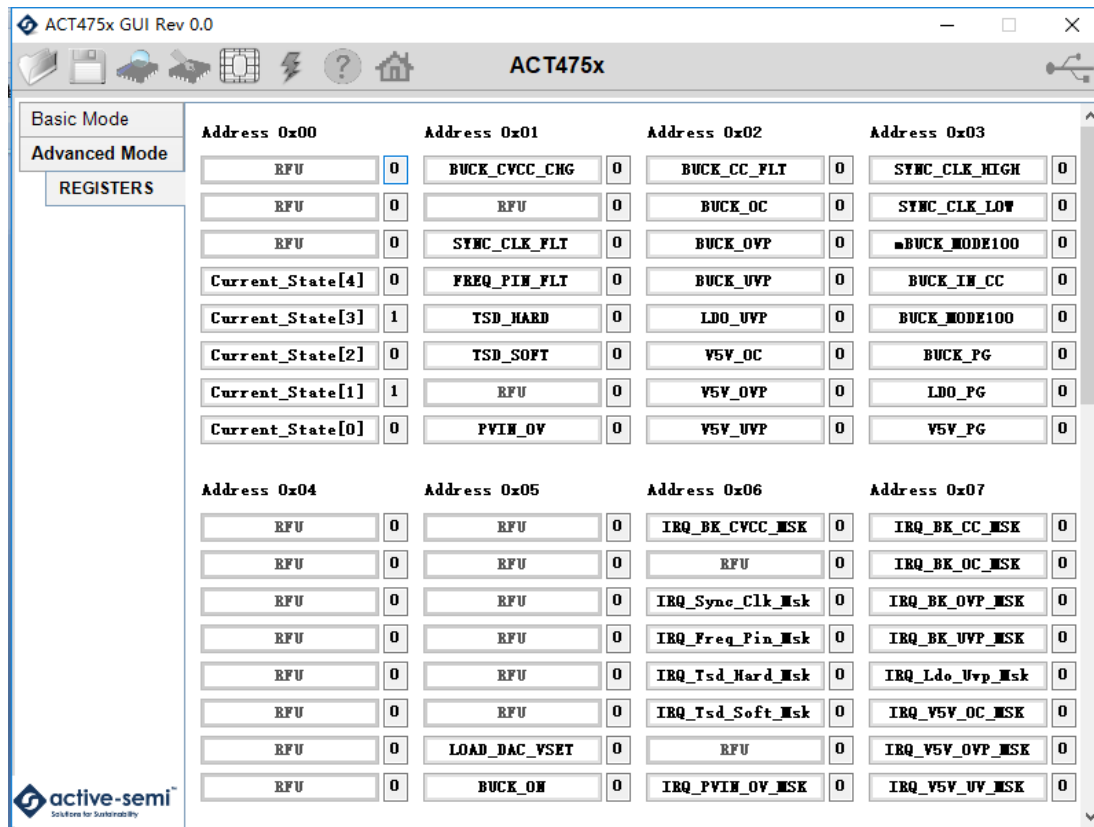 ACT475x GUI Rev 0.0
ACT475x
Basic Mode
Advanced Mode
REGISTERS
Address 0x00 Address 0x01 Address 0x02 Address 0x03
RFU 0 BUCK_CVCC_CHG 0 BUCK_CC_FLT 0 SYNC_CLK_HIGH 0
RFU 0 RFU 0 BUCK_OC 0 SYNC_CLK_LOW 0
RFU 0 SYNC_CLK_FLT 0 BUCK_OVP 0 mBUCK_MODE100 0
Current_State[4] 0 FREQ_PIN_FLT 0 BUCK_UVP 0 BUCK_IN_CC 0
Current_State[3] 1 TSD_HARD 0 LDO_UVP 0 BUCK_MODE100 0
Current_State[2] 0 TSD_SOFT 0 V5V_OC 0 BUCK_PG 0
Current_State[1] 1 RFU 0 V5V_OVP 0 LDO_PG 0
Current_State[0] 0 PVIN_OV 0 V5V_UVP 0 V5V_PG 0
Address 0x04 Address 0x05 Address 0x06 Address 0x07
RFU 0 RFU 0 IRQ_BK_CVCC_MSK 0 IRQ_BK_CC_MSK 0
RFU 0 RFU 0 RFU 0 IRQ_BK_OC_MSK 0
RFU 0 RFU 0 IRQ_Sync_Clk_Msk 0 IRQ_BK_OVP_MSK 0
RFU 0 RFU 0 IRQ_Freq_Pin_Msk 0 IRQ_BK_UVP_MSK 0
RFU 0 RFU 0 IRQ_Tsd_Hard_Msk 0 IRQ_Ldo_Uvp_Msk 0
RFU 0 RFU 0 IRQ_Tsd_Soft_Msk 0 IRQ_V5V_OC_MSK 0
RFU 0 LOAD_DAC_VSET 0 RFU 0 IRQ_V5V_OVP_MSK 0
RFU 0 BUCK_ON 0 IRQ_PVIN_OV_MSK 0 IRQ_V5V_UV_MSK 0
active-semi
Solutions for Sustainability